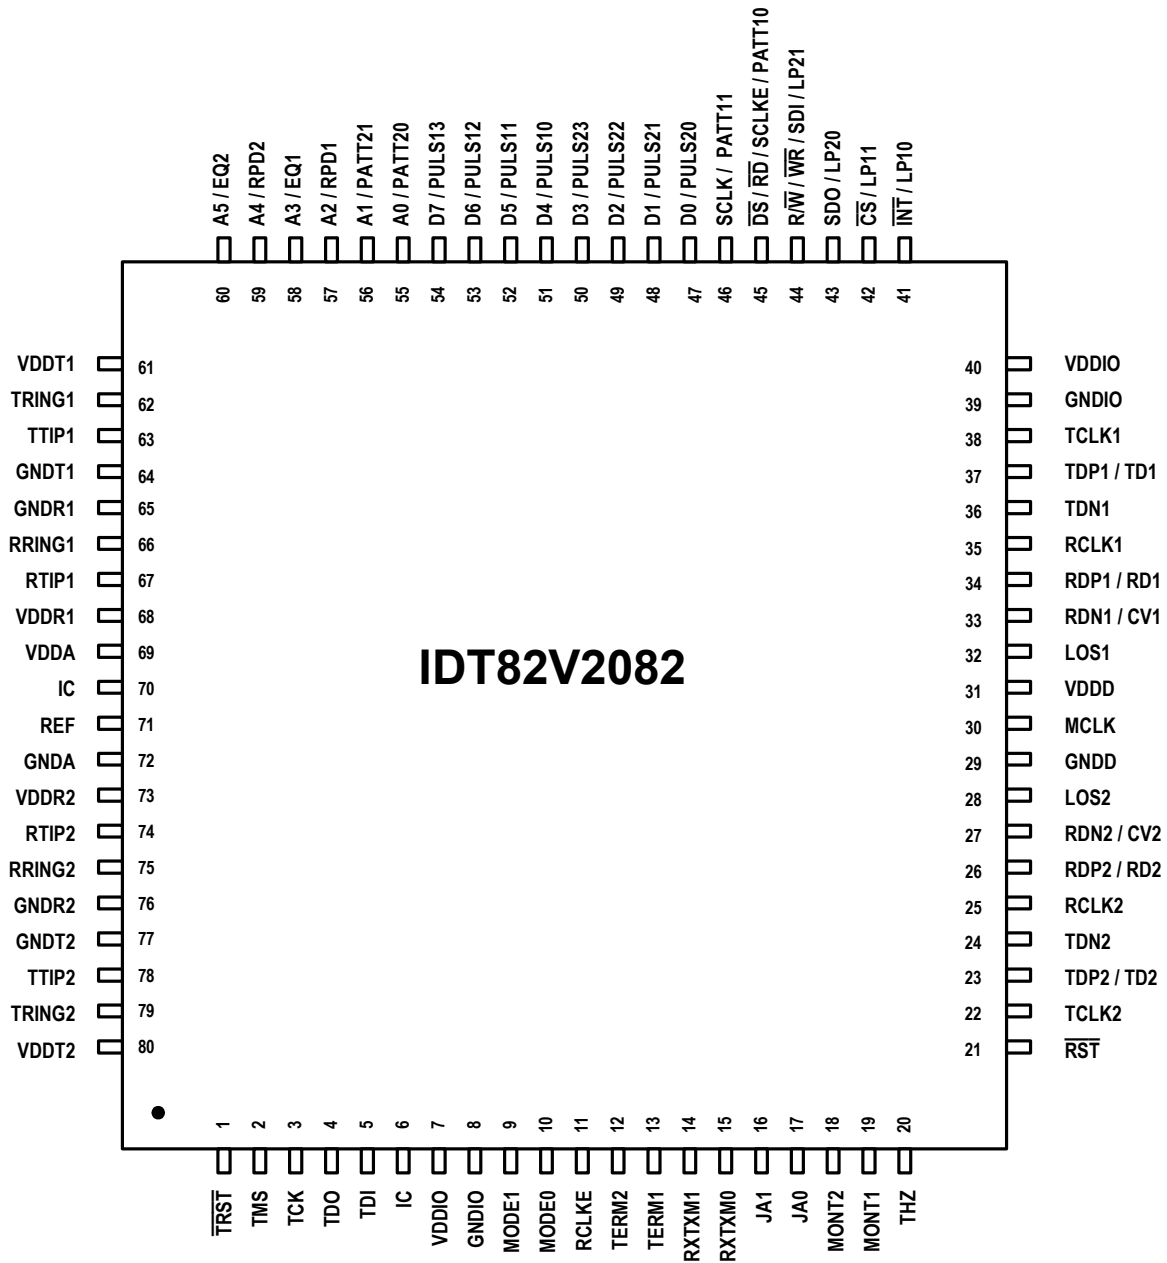 A5 / EQ2
A4 / RPD2
A3 / EQ1
A2 / RPD1
A1 / PATT21
A0 / PATT20
D7 / PULS13
D6 / PULS12
D5 / PULS11
D4 / PULS10
D3 / PULS23
D2 / PULS22
D1 / PULS21
D0 / PULS20
SCLK / PATT11
D̅S̅ / R̅D̅ / SCLKE / PATT10
R/W̅ / W̅R̅ / SDI / LP21
SDO / LP20
C̅S̅ / LP11
I̅N̅T̅ / LP10
60
59
58
57
56
55
54
53
52
51
50
49
48
47
46
45
44
43
42
41
VDDT1
61
40
VDDIO
TRING1
62
39
GNDIO
TTIP1
63
38
TCLK1
GNDT1
64
37
TDP1 / TD1
GNDR1
65
36
TDN1
RRING1
66
35
RCLK1
RTIP1
67
34
RDP1 / RD1
VDDR1
68
33
RDN1 / CV1
VDDA
69
32
LOS1
IDT82V2082
IC
70
31
VDDD
REF
71
30
MCLK
GNDA
72
29
GNDD
VDDR2
73
28
LOS2
RTIP2
74
27
RDN2 / CV2
RRING2
75
26
RDP2 / RD2
GNDR2
76
25
RCLK2
GNDT2
77
24
TDN2
TTIP2
78
23
TDP2 / TD2
TRING2
79
22
TCLK2
VDDT2
80
21
R̅S̅T̅
1
2
3
4
5
6
7
8
9
10
11
12
13
14
15
16
17
18
19
20
T̅R̅S̅T̅
TMS
TCK
TDO
TDI
IC
VDDIO
GNDIO
MODE1
MODE0
RCLKE
TERM2
TERM1
RXTXM1
RXTXM0
JA1
JA0
MONT2
MONT1
THZ